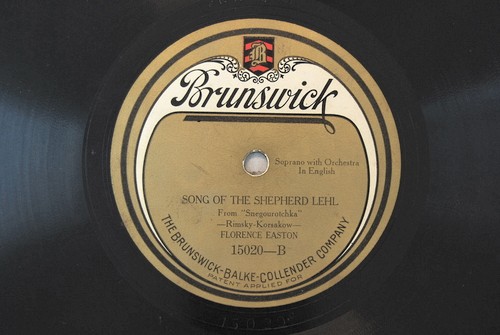 B
Brunswick
Soprano with Orchestra
In English
SONG OF THE SHEPHERD LEHL
From "Snegourotchka"
—Rimsky-Korsakow—
FLORENCE EASTON
15020—B
THE BRUNSWICK-BALKE-COLLENDER COMPANY
PATENT APPLIED FOR